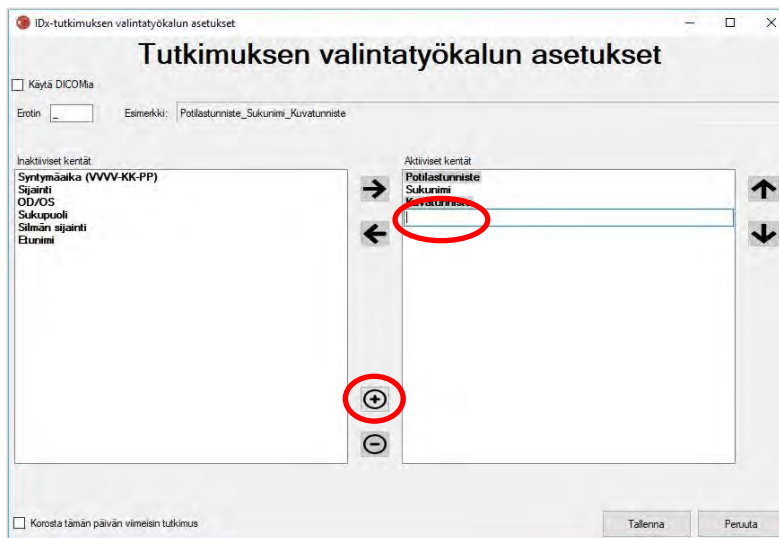 IDx-tutkimuksen valintatyökalun asetukset
Tutkimuksen valintatyökalun asetukset
Käytä DICOMia
Erotin _ Esimerkki: Potilastunniste_Sukunimi_Kuvatunniste
Inaktiiviset kentät
Syntymäaika (VVVV-KK-PP)
Sijainti
OD/OS
Sukupuoli
Silmän sijainti
Etunimi
Aktiiviset kentät
Potilastunniste
Sukunimi
Kuvatunniste
Korosta tämän päivän viimeisin tutkimus
Tallenna
Peruuta